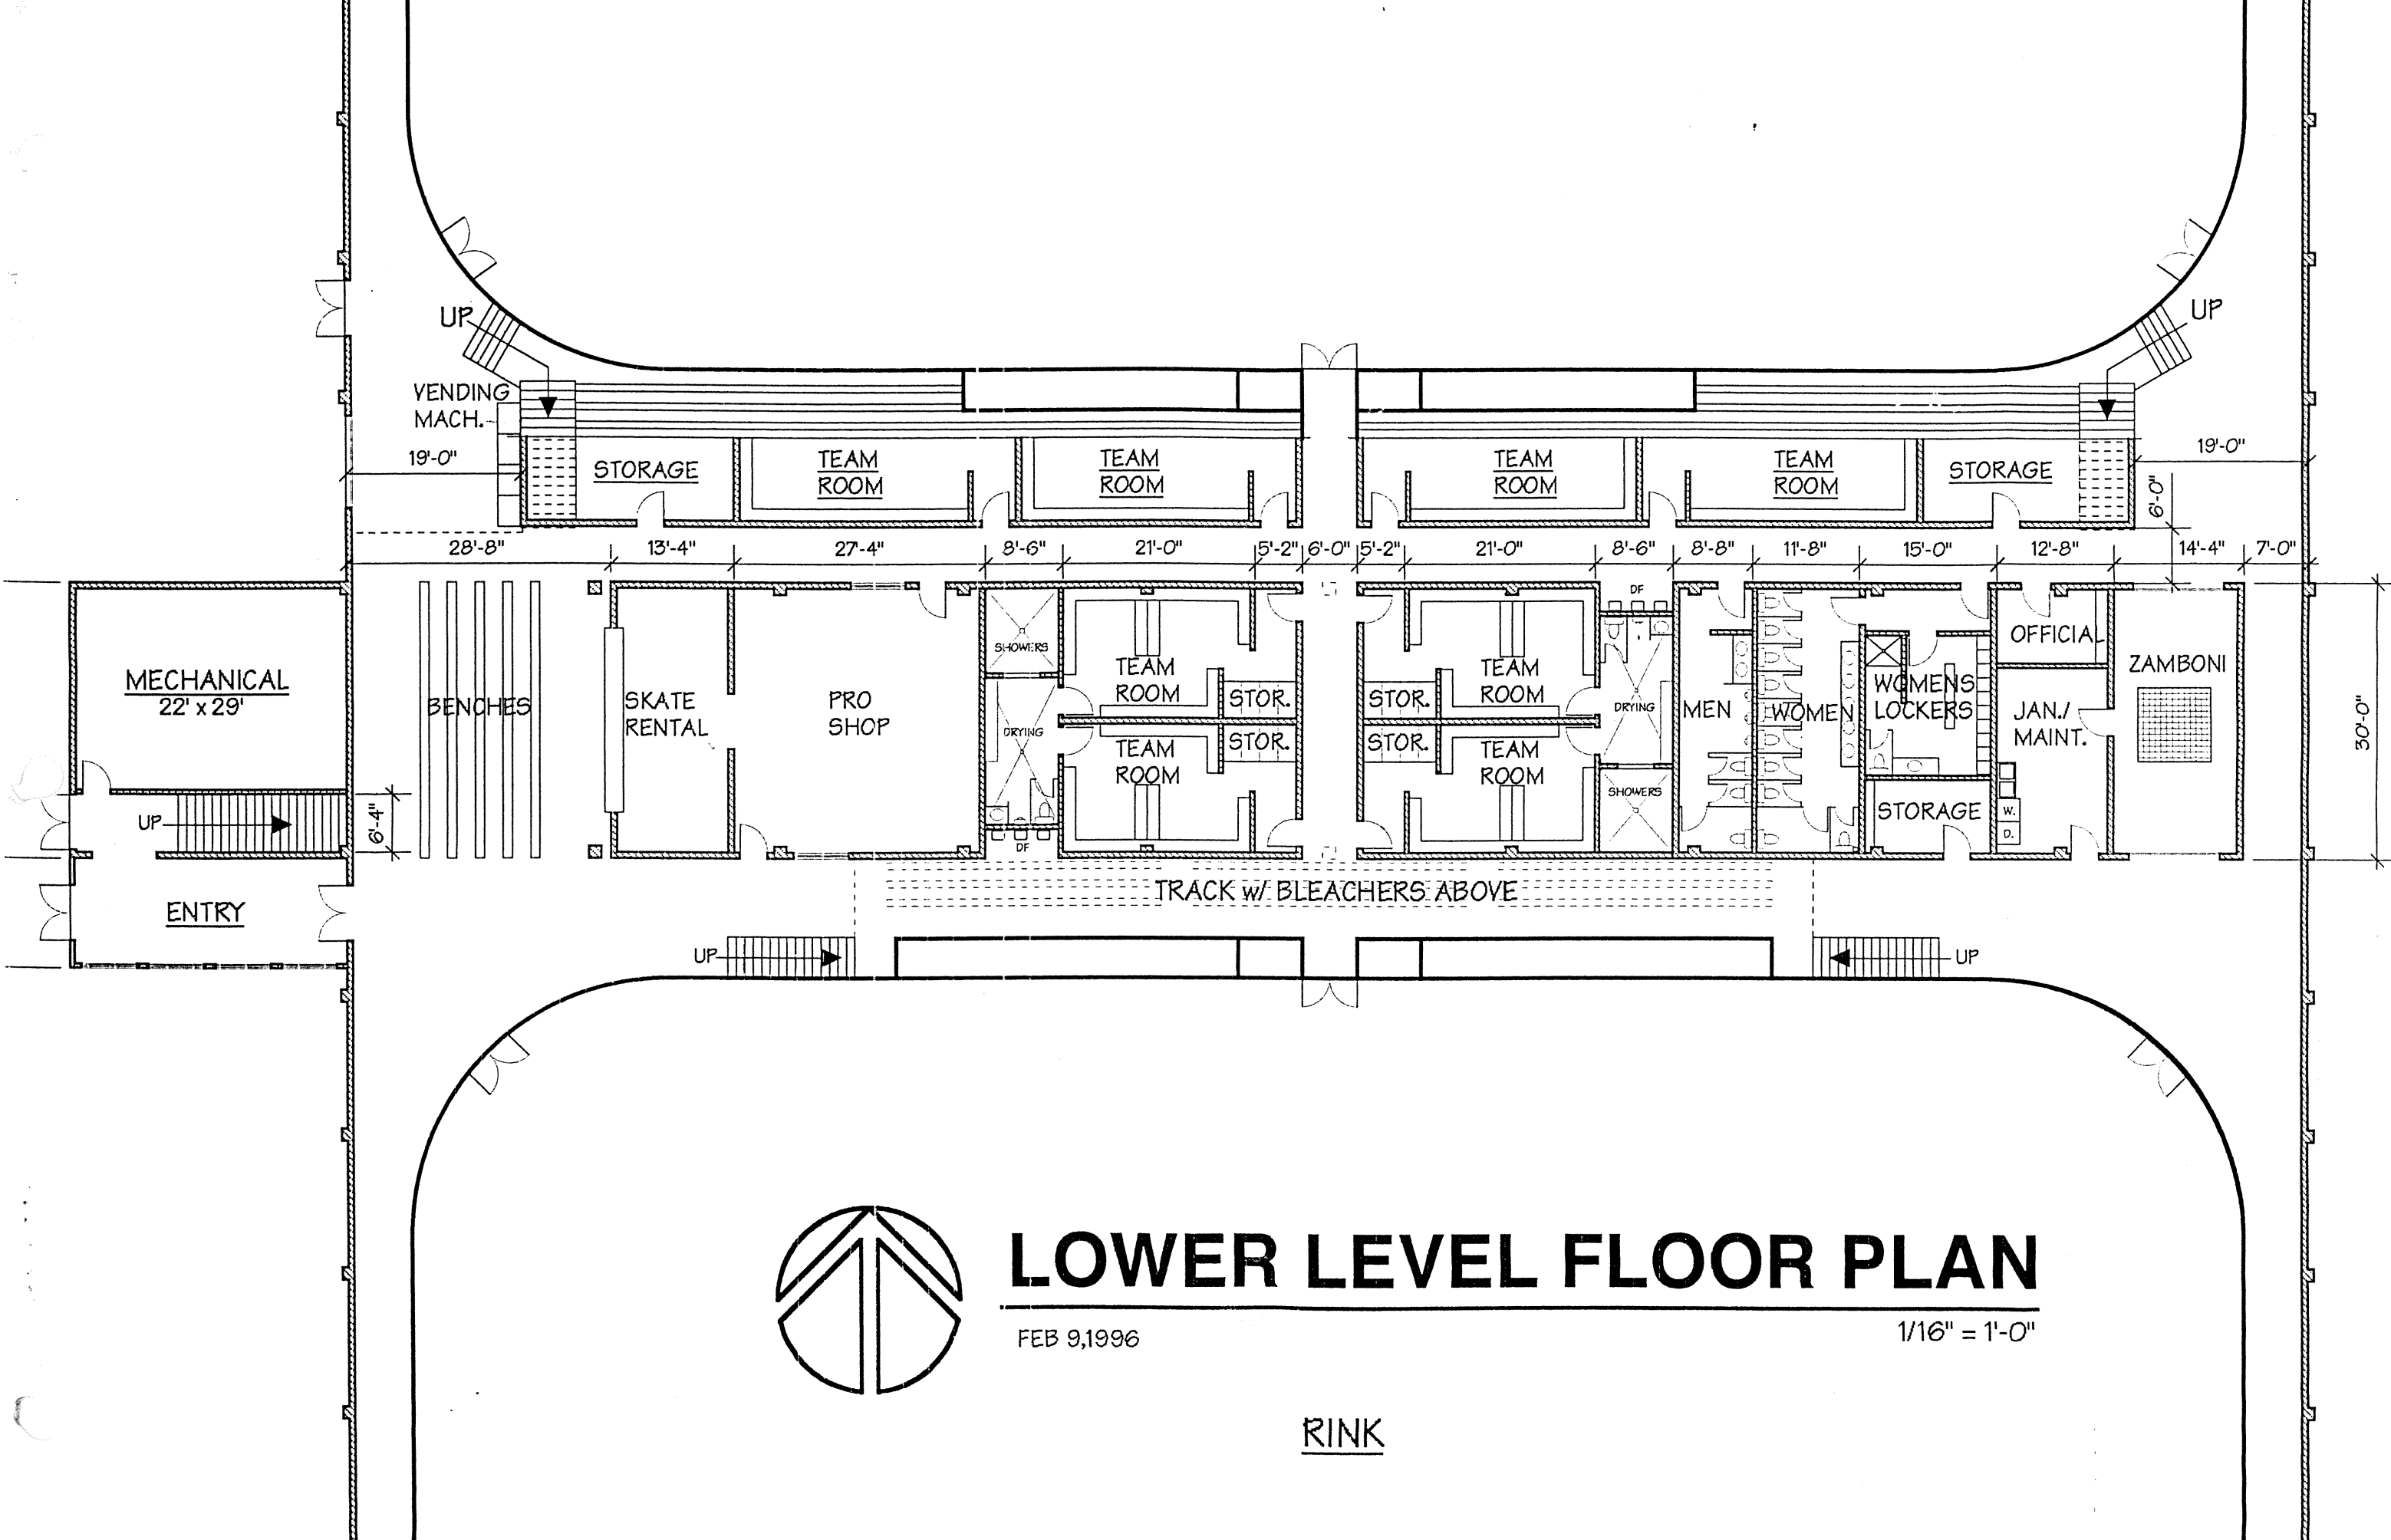 UP
UP
VENDING
MACH.
19'-0"
STORAGE
TEAM
ROOM
TEAM
ROOM
TEAM
ROOM
TEAM
ROOM
STORAGE
19'-0"
6'-0"
28'-8"
13'-4"
27'-4"
8'-6"
21'-0"
5'-2"
6'-0"
5'-2"
21'-0"
8'-6"
8'-8"
11'-8"
15'-0"
12'-8"
14'-4"
7'-0"
MECHANICAL
22' x 29'
BENCHES
SKATE
RENTAL
PRO
SHOP
SHOWERS
DRYING
DF
TEAM
ROOM
STOR.
STOR.
TEAM
ROOM
STOR.
STOR.
TEAM
ROOM
TEAM
ROOM
DF
DRYING
SHOWERS
MEN
WOMEN
WOMENS
LOCKERS
STORAGE
OFFICIAL
JAN./
MAINT.
W.
D.
ZAMBONI
30'-0"
UP
6'-4"
ENTRY
TRACK w/ BLEACHERS ABOVE
UP
UP
LOWER LEVEL FLOOR PLAN
FEB 9,1996
1/16" = 1'-0"
RINK